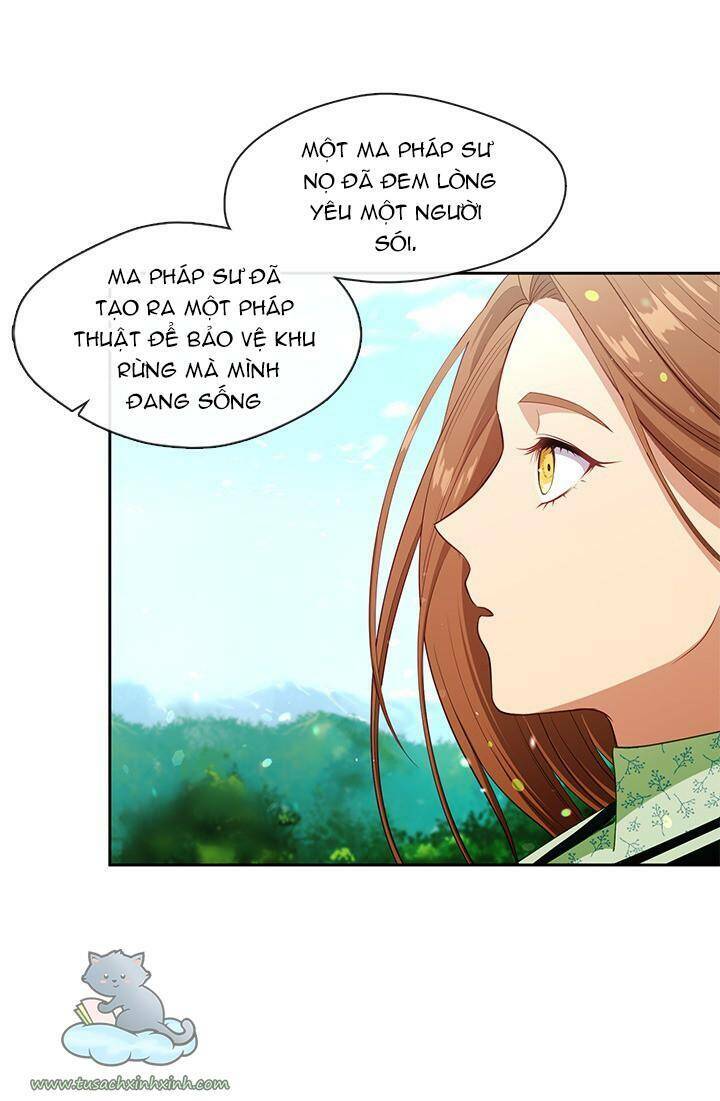 MỘT MA PHÁP SƯ
NỌ ĐÃ ĐEM LÒNG
YÊU MỘT NGƯỜI
SÓI.
MA PHÁP SƯ ĐÃ
TẠO RA MỘT PHÁP
THUẬT ĐỂ BẢO VỆ KHU
RỪNG MÀ MÌNH
ĐANG SỐNG
www.tusachxinhxinh.com